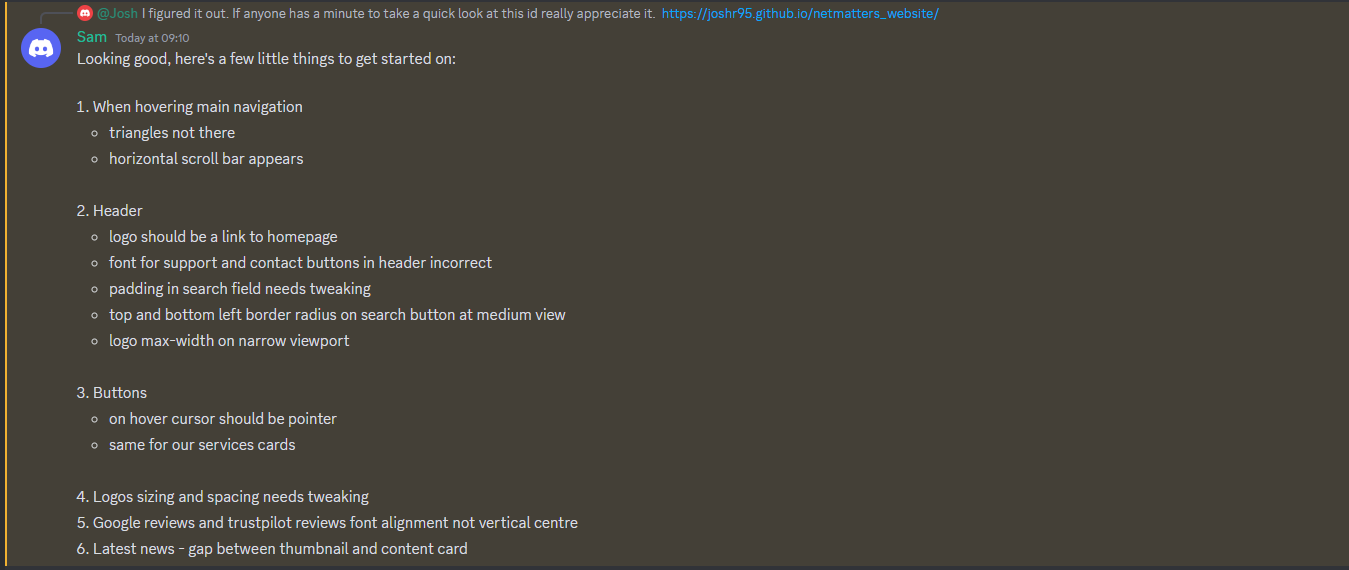 @Josh I figured it out. If anyone has a minute to take a quick look at this id really appreciate it. https://joshr95.github.io/netmatters_website/
Sam Today at 09:10
Looking good, here's a few little things to get started on:
1. When hovering main navigation
◦ triangles not there
◦ horizontal scroll bar appears
2. Header
◦ logo should be a link to homepage
◦ font for support and contact buttons in header incorrect
◦ padding in search field needs tweaking
◦ top and bottom left border radius on search button at medium view
◦ logo max-width on narrow viewport
3. Buttons
◦ on hover cursor should be pointer
◦ same for our services cards
4. Logos sizing and spacing needs tweaking
5. Google reviews and trustpilot reviews font alignment not vertical centre
6. Latest news - gap between thumbnail and content card